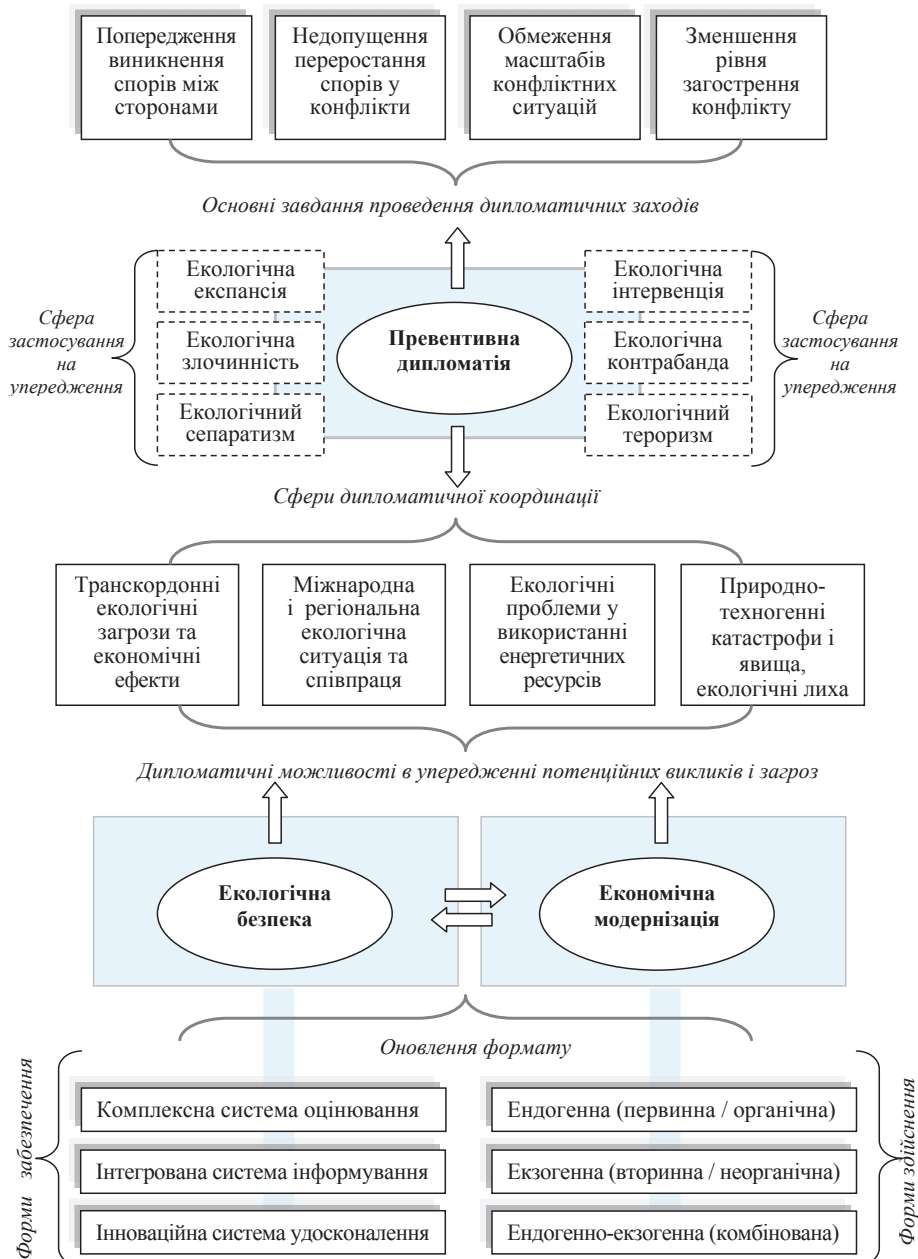 Попередження
виникнення
спорів між
сторонами
Недопущення
переростання
спорів у
конфлікти
Обмеження
масштабів
конфліктних
ситуацій
Зменшення
рівня
загострення
конфлікту
Основні завдання проведення дипломатичних заходів
Сфера
застосування
на
упередження
Екологічна
експансія
Екологічна
злочинність
Екологічний
сепаратизм
Превентивна
дипломатія
Екологічна
інтервенція
Екологічна
контрабанда
Екологічний
тероризм
Сфера
застосування
на
упередження
Сфери дипломатичної координації
Транскордонні
екологічні
загрози та
економічні
ефекти
Міжнародна
і регіональна
екологічна
ситуація та
співпраця
Екологічні
проблеми у
використанні
енергетичних
ресурсів
Природно-
техногенні
катастрофи і
явища,
екологічні лиха
Дипломатичні можливості в упередженні потенційних викликів і загроз
Екологічна
безпека
Економічна
модернізація
Оновлення формату
Форми забезпечення
Комплексна система оцінювання
Інтегрована система інформування
Інноваційна система удосконалення
Ендогенна (первинна / органічна)
Екзогенна (вторинна / неорганічна)
Ендогенно-екзогенна (комбінована)
Форми здійснення